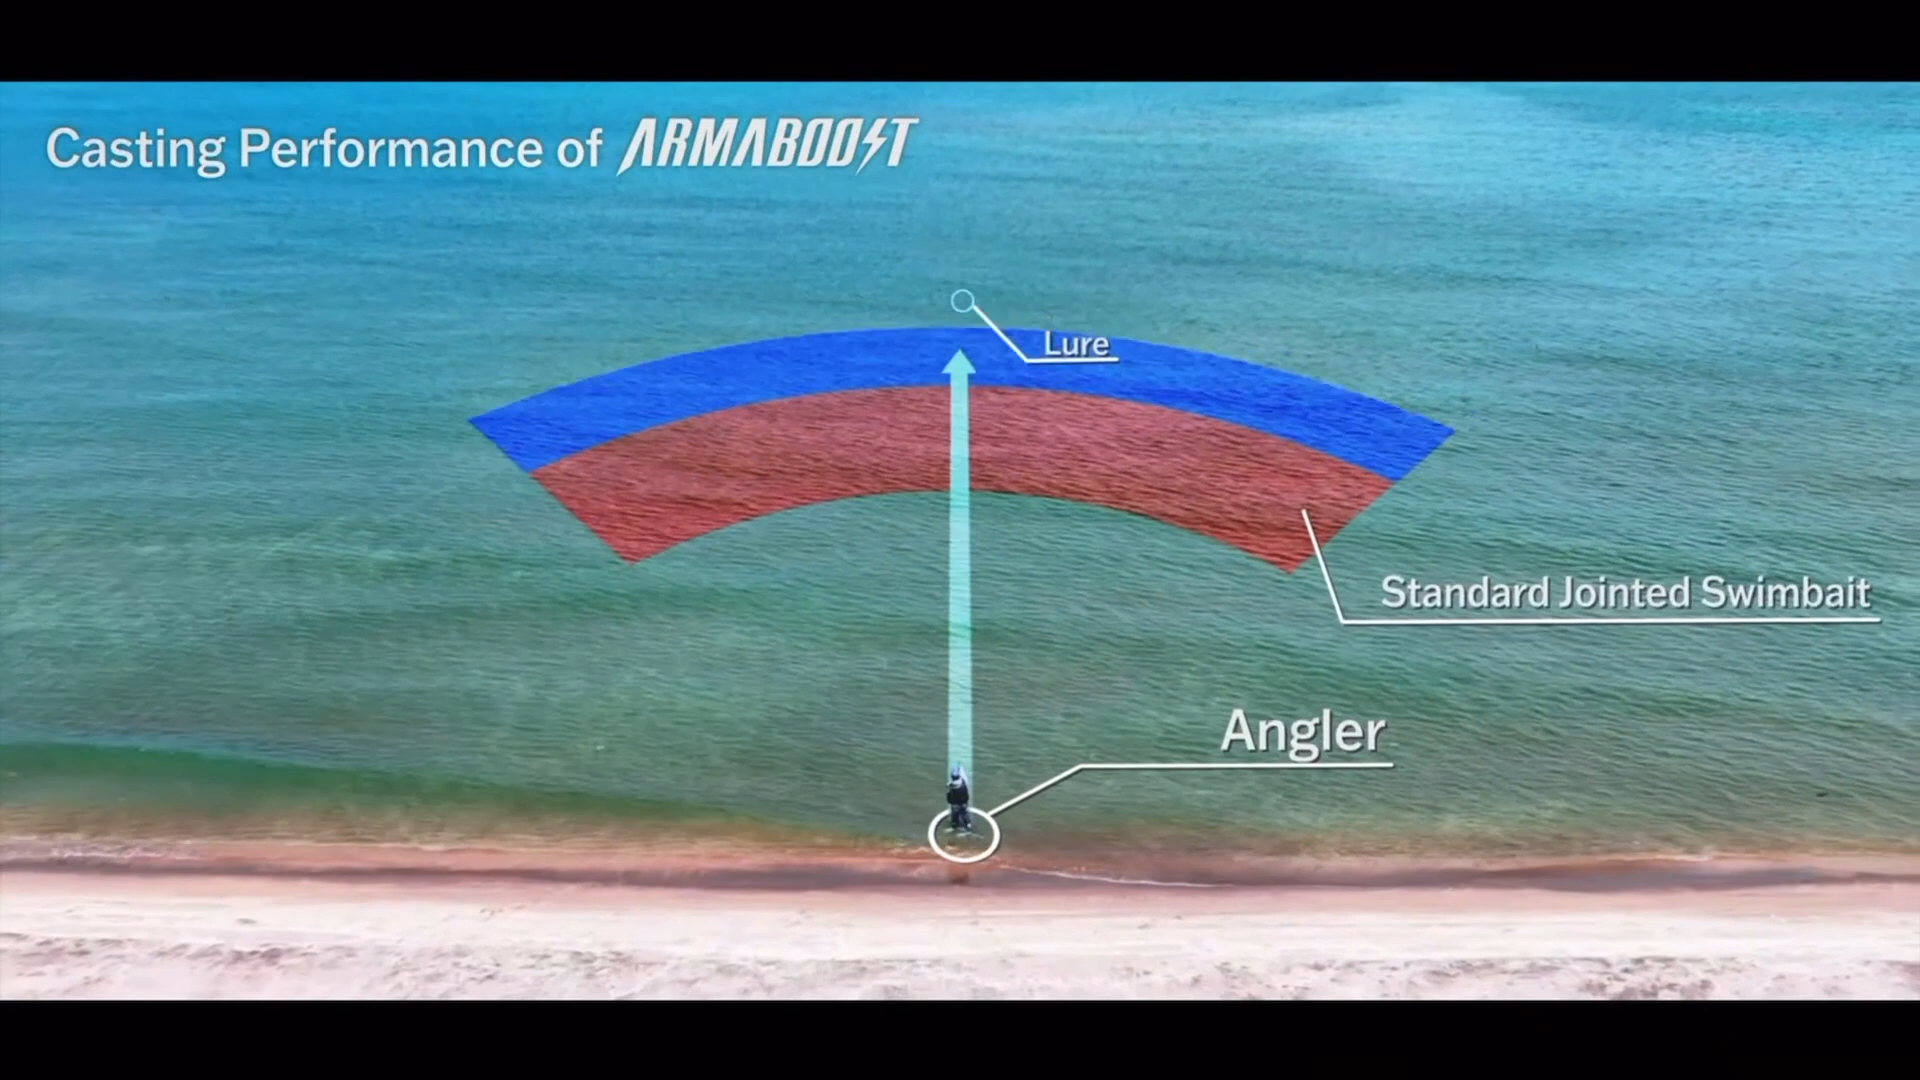 Casting Performance of ARMABOOST
Lure
Standard Jointed Swimbait
Angler